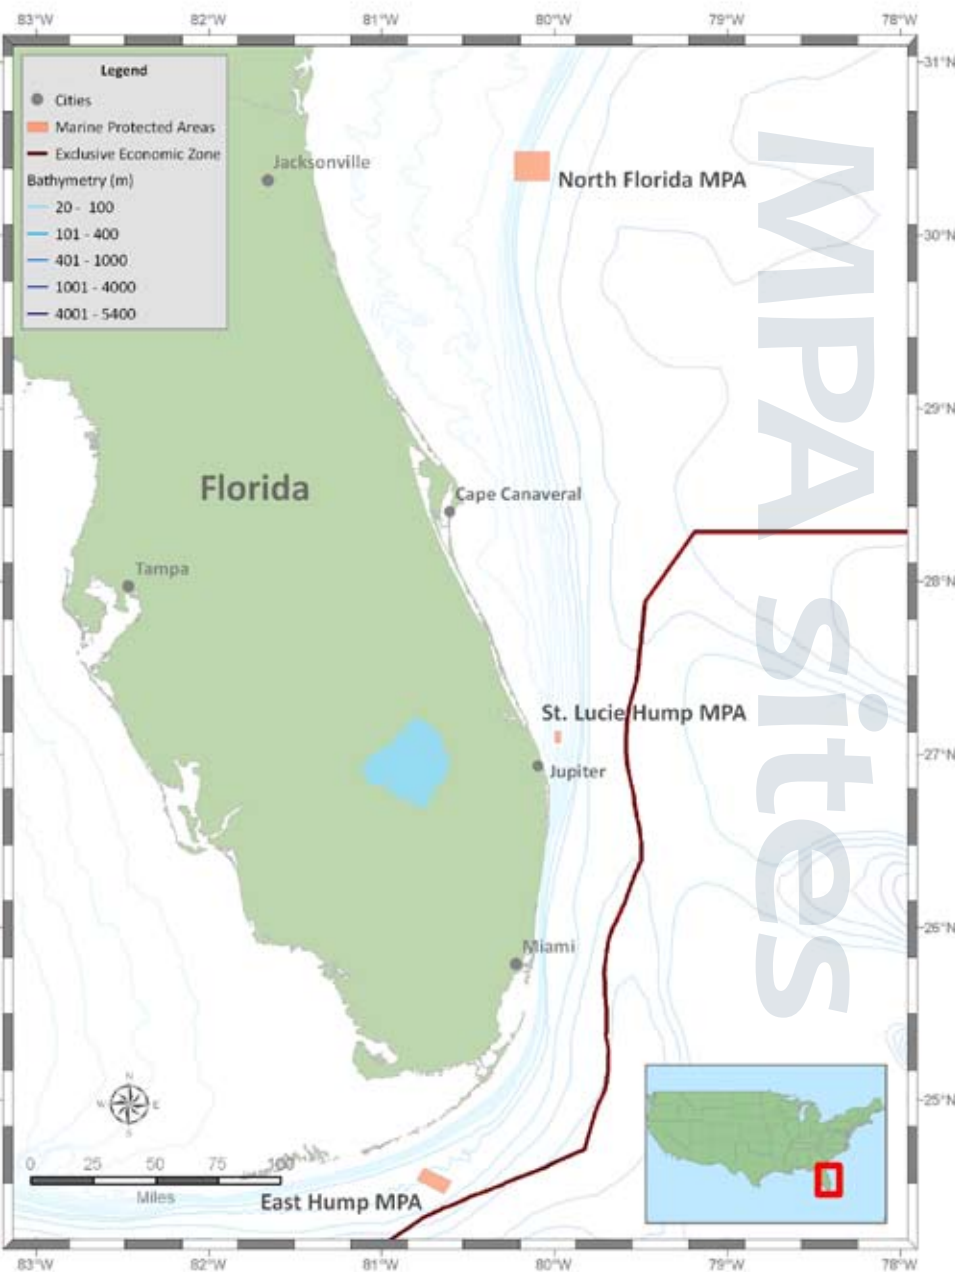 83°W 82°W 81°W 80°W 79°W 78°W
Legend
Cities
Marine Protected Areas
Exclusive Economic Zone
Bathymetry (m)
20 - 100
101 - 400
401 - 1000
1001 - 4000
4001 - 5400
31°N
Jacksonville
North Florida MPA
30°N
29°N
Florida
Cape Canaveral
Tampa
28°N
St. Lucie Hump MPA
27°N
Jupiter
MPA Sites
26°N
Miami
25°N
N
W E
S
0 25 50 75 100
Miles
East Hump MPA
83°W 82°W 81°W 80°W 79°W 78°W